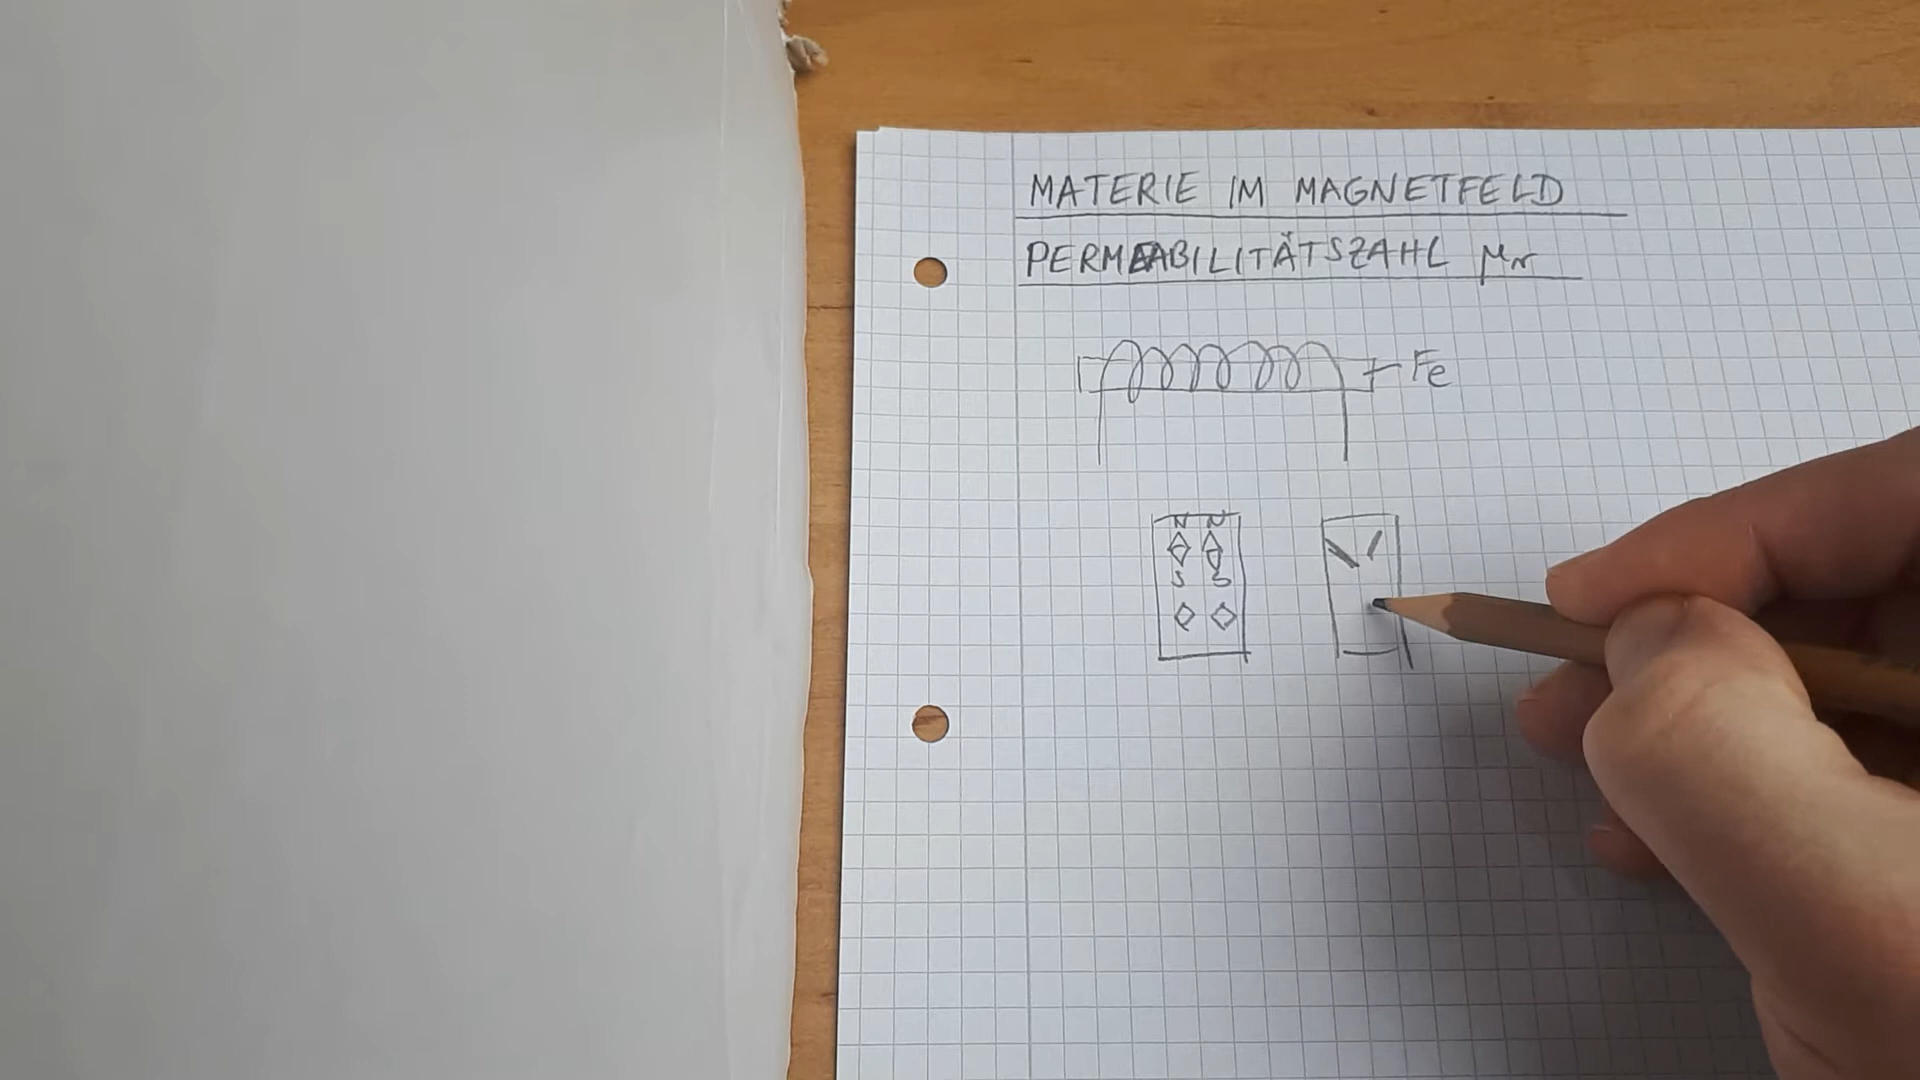 MATERIE IM MAGNETFELD
PERMEABILITÄTSZAHL μr
Fe
N N
S S